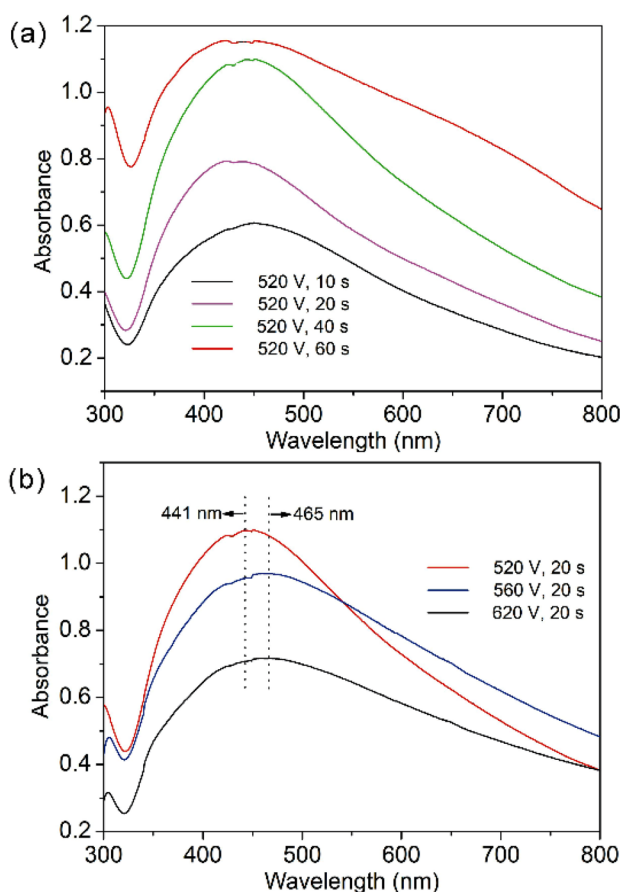 (a)
1.2
1.0
0.8
0.6
0.4
0.2
Absorbance
520 V, 10 s
520 V, 20 s
520 V, 40 s
520 V, 60 s
300 400 500 600 700 800
Wavelength (nm)
(b)
1.2
1.0
0.8
0.6
0.4
0.2
Absorbance
441 nm 465 nm
520 V, 20 s
560 V, 20 s
620 V, 20 s
300 400 500 600 700 800
Wavelength (nm)